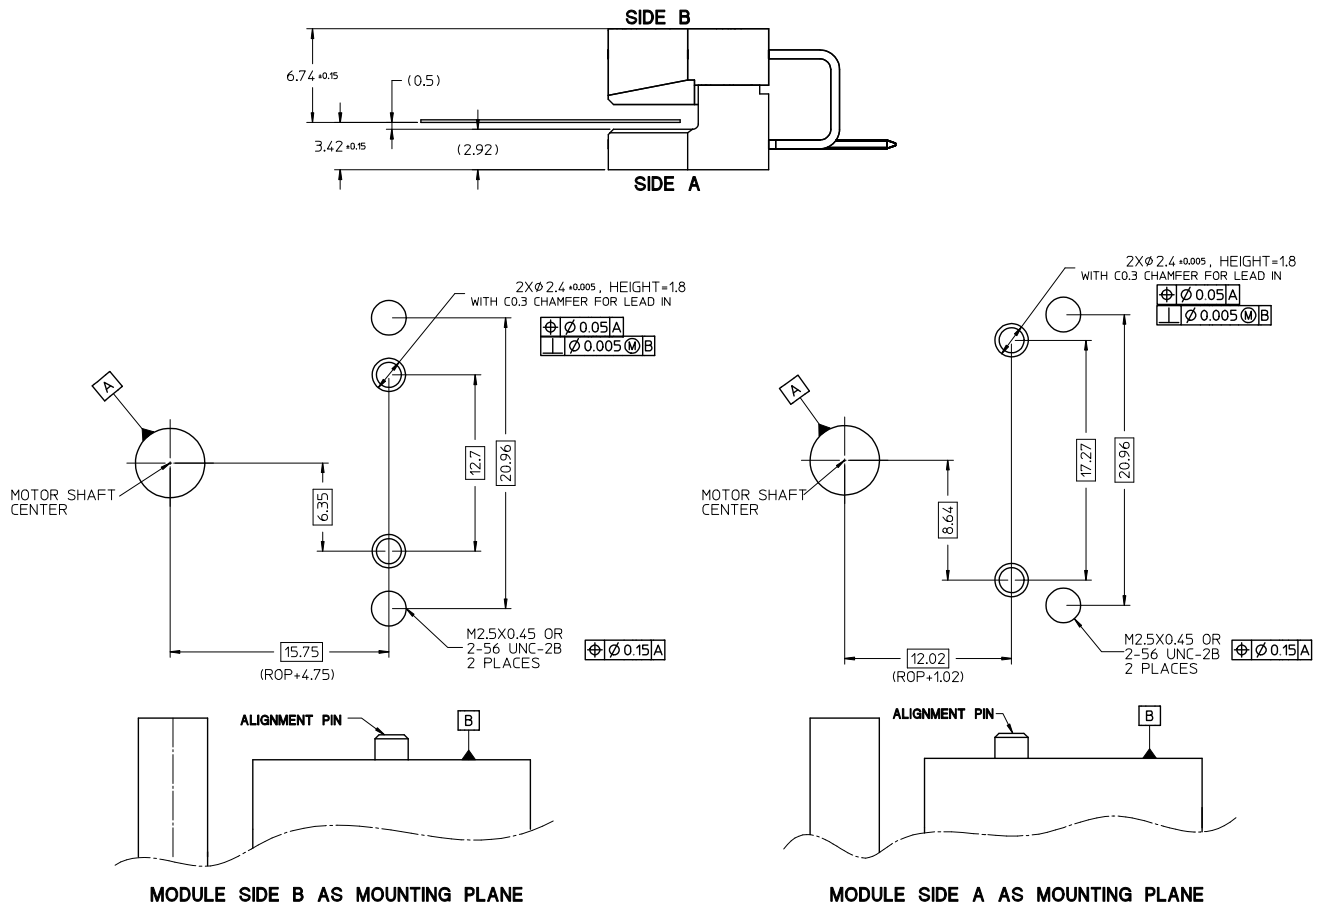 SIDE B
6.74 ±0.15
(0.5)
3.42 ±0.15
(2.92)
SIDE A
2XØ2.4 ±0.005, HEIGHT=1.8
WITH C0.3 CHAMFER FOR LEAD IN
⌖ Ø 0.05 A
⊥ Ø 0.005 Ⓜ B
A
MOTOR SHAFT
CENTER
6.35
12.7
20.96
15.75
(ROP+4.75)
M2.5X0.45 OR
2-56 UNC-2B
2 PLACES
⌖ Ø 0.15 A
ALIGNMENT PIN
B
MODULE SIDE B AS MOUNTING PLANE
2XØ2.4 ±0.005, HEIGHT=1.8
WITH C0.3 CHAMFER FOR LEAD IN
⌖ Ø 0.05 A
⊥ Ø 0.005 Ⓜ B
A
MOTOR SHAFT
CENTER
8.64
17.27
20.96
12.02
(ROP+1.02)
M2.5X0.45 OR
2-56 UNC-2B
2 PLACES
⌖ Ø 0.15 A
ALIGNMENT PIN
B
MODULE SIDE A AS MOUNTING PLANE